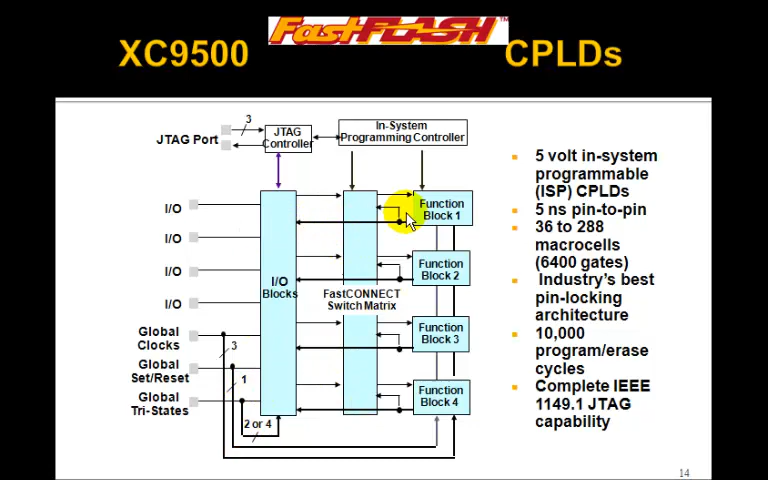 FastFLASH™
XC9500 CPLDs
3
JTAG Port
JTAG
Controller
In-System
Programming Controller
I/O
I/O
I/O
I/O
Global
Clocks
Global
Set/Reset
Global
Tri-States
3
1
2 or 4
I/O
Blocks
FastCONNECT
Switch Matrix
Function
Block 1
Function
Block 2
Function
Block 3
Function
Block 4
5 volt in-system
programmable
(ISP) CPLDs
5 ns pin-to-pin
36 to 288
macrocells
(6400 gates)
Industry's best
pin-locking
architecture
10,000
program/erase
cycles
Complete IEEE
1149.1 JTAG
capability
14